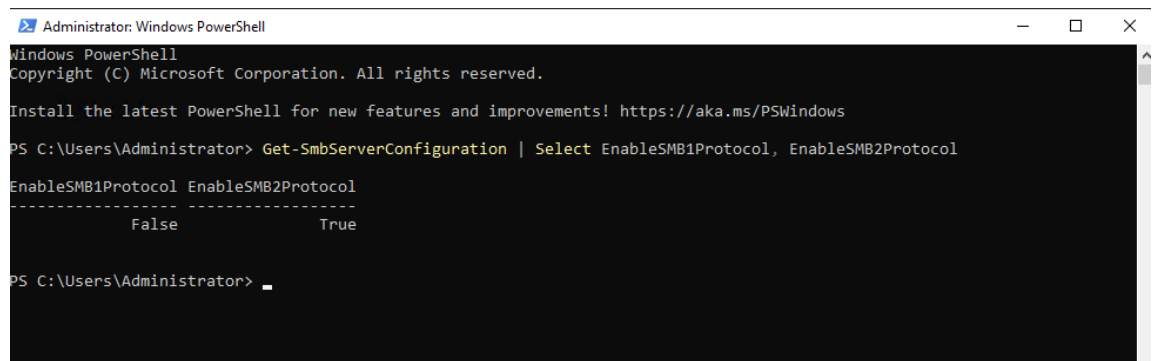 Administrator: Windows PowerShell
Windows PowerShell
Copyright (C) Microsoft Corporation. All rights reserved.
Install the latest PowerShell for new features and improvements! https://aka.ms/PSWindows
PS C:\Users\Administrator> Get-SmbServerConfiguration | Select EnableSMB1Protocol, EnableSMB2Protocol
EnableSMB1Protocol EnableSMB2Protocol
------------------ ------------------
False True
PS C:\Users\Administrator>